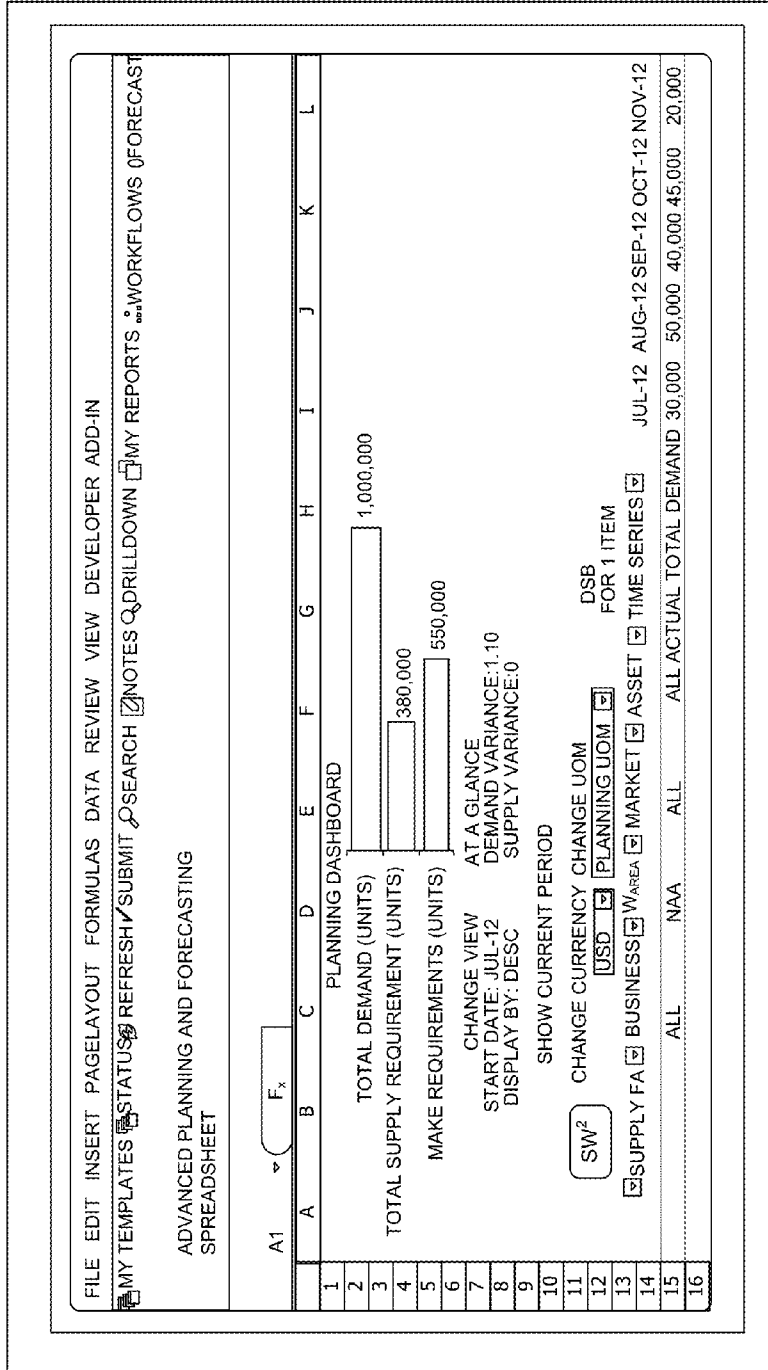 FILE EDIT INSERT PAGELAYOUT FORMULAS DATA REVIEW VIEW DEVELOPER ADD-IN
MY TEMPLATES STATUS REFRESH SUBMIT SEARCH NOTES DRILLDOWN MY REPORTS WORKFLOWS 0FORECAST
ADVANCED PLANNING AND FORECASTING
SPREADSHEET
A1 Fx
A B C D E F G H I J K L
1 PLANNING DASHBOARD
2 TOTAL DEMAND (UNITS) 1,000,000
3
4 TOTAL SUPPLY REQUIREMENT (UNITS) 380,000
5 MAKE REQUIREMENTS (UNITS) 550,000
6
7 CHANGE VIEW AT A GLANCE
8 START DATE: JUL-12 DEMAND VARIANCE:1.10
9 DISPLAY BY: DESC SUPPLY VARIANCE:0
10 SHOW CURRENT PERIOD
11 CHANGE CURRENCY CHANGE UOM DSB
12 SW² USD PLANNING UOM FOR 1 ITEM
13
14 SUPPLY FA BUSINESS WAREA MARKET ASSET TIME SERIES JUL-12 AUG-12 SEP-12 OCT-12 NOV-12
15 ALL NAA ALL ALL ACTUAL TOTAL DEMAND 30,000 50,000 40,000 45,000 20,000
16